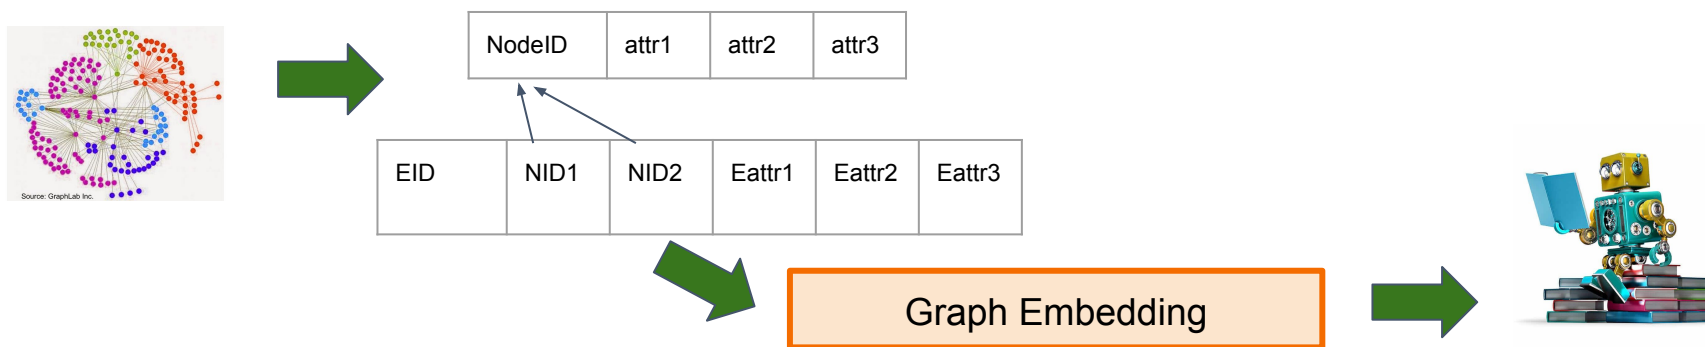 NodeID attr1 attr2 attr3
EID NID1 NID2 Eattr1 Eattr2 Eattr3
Source: GraphLab Inc.
Graph Embedding